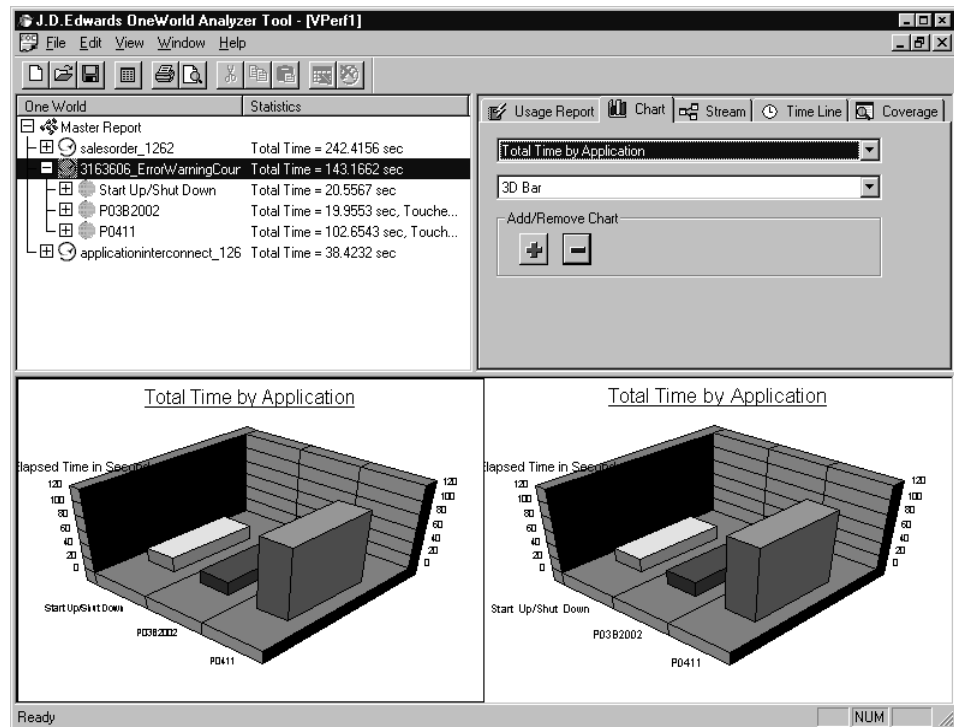 J.D.Edwards OneWorld Analyzer Tool - [VPerf1]
File Edit View Window Help
One World Statistics
Master Report
salesorder_1262 Total Time = 242.4156 sec
3163606_ErrorWarningCour Total Time = 143.1662 sec
Start Up/Shut Down Total Time = 20.5567 sec
P03B2002 Total Time = 19.9553 sec, Touche...
P0411 Total Time = 102.6543 sec, Touch...
applicationinterconnect_126 Total Time = 38.4232 sec
Usage Report Chart Stream Time Line Coverage
Total Time by Application
3D Bar
Add/Remove Chart
Total Time by Application
Elapsed Time in Second
120 120
100 100
80 80
60 60
40 40
20 20
0 0
Start Up/Shut Down
P03B2002
P0411
Total Time by Application
Elapsed Time in Second
120 120
100 100
80 80
60 60
40 40
20 20
0 0
Start Up/Shut Down
P03B2002
P0411
Ready NUM